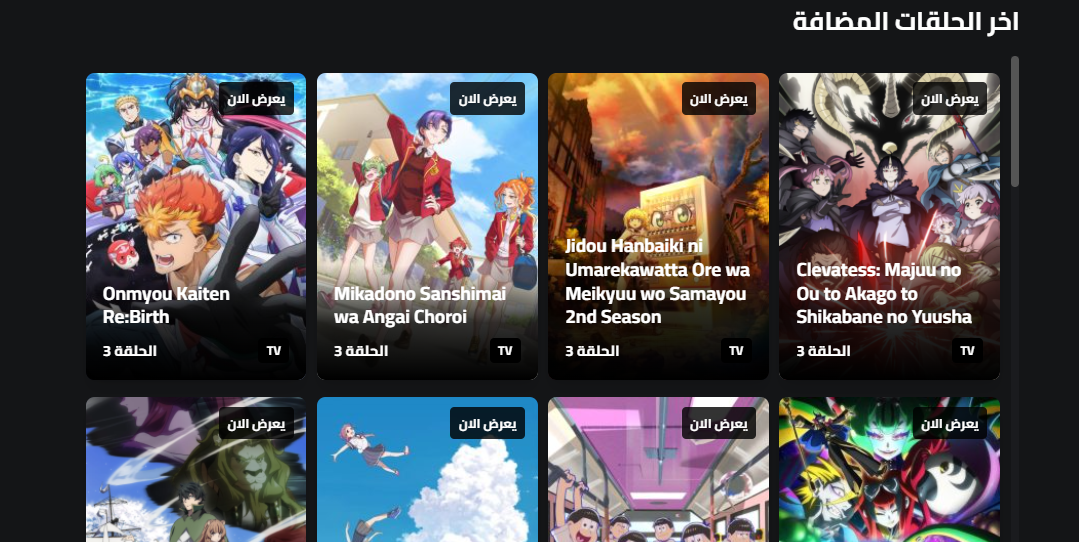 اخر الحلقات المضافة
يعرض الان
Clevatess: Majuu no
Ou to Akago to
Shikabane no Yuusha
الحلقة 3
TV
يعرض الان
Jidou Hanbaiki ni
Umarekawatta Ore wa
Meikyuu wo Samayou
2nd Season
الحلقة 3
TV
يعرض الان
Mikadono Sanshimai
wa Angai Choroi
الحلقة 3
TV
يعرض الان
Onmyou Kaiten
Re:Birth
الحلقة 3
TV
يعرض الان
يعرض الان
يعرض الان
يعرض الان